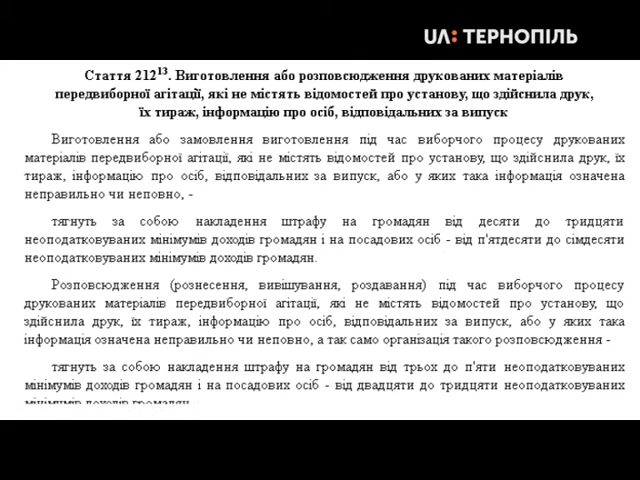 UA: ТЕРНОПІЛЬ
Стаття 212¹³. Виготовлення або розповсюдження друкованих матеріалів
передвиборної агітації, які не містять відомостей про установу, що здійснила друк,
їх тираж, інформацію про осіб, відповідальних за випуск
Виготовлення або замовлення виготовлення під час виборчого процесу друкованих
матеріалів передвиборної агітації, які не містять відомостей про установу, що здійснила друк, їх
тираж, інформацію про осіб, відповідальних за випуск, або у яких така інформація означена
неправильно чи неповно, -
тягнуть за собою накладення штрафу на громадян від десяти до тридцяти
неоподатковуваних мінімумів доходів громадян і на посадових осіб - від п'ятдесяти до сімдесяти
неоподатковуваних мінімумів доходів громадян.
Розповсюдження (рознесення, вивішування, роздавання) під час виборчого процесу
друкованих матеріалів передвиборної агітації, які не містять відомостей про установу, що
здійснила друк, їх тираж, інформацію про осіб, відповідальних за випуск, або у яких така
інформація означена неправильно чи неповно, а так само організація такого розповсюдження -
тягнуть за собою накладення штрафу на громадян від трьох до п'яти неоподатковуваних
мінімумів доходів громадян і на посадових осіб - від двадцяти до тридцяти неоподатковуваних
мінімумів доходів громадян.